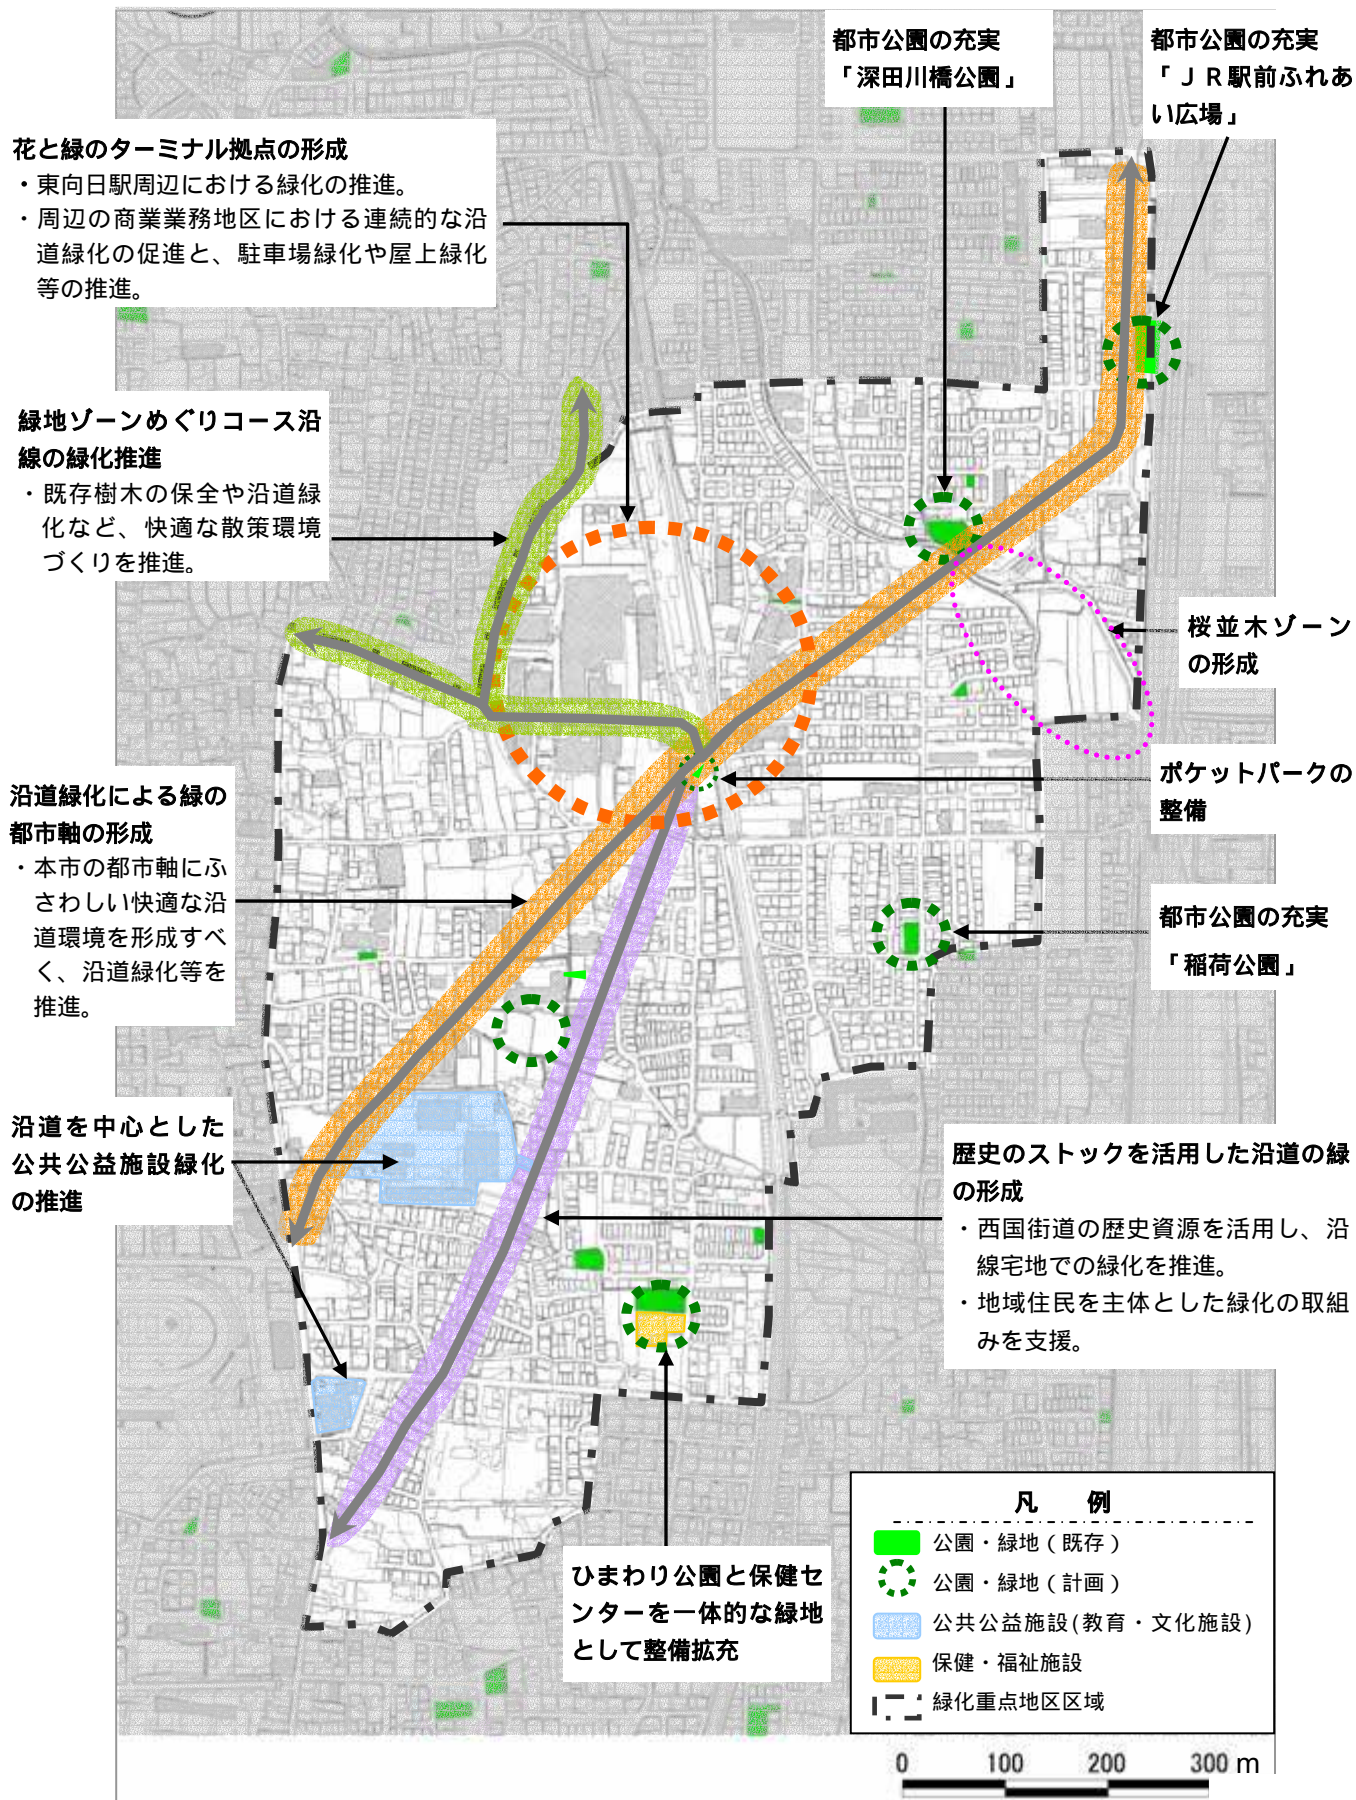 都市公園の充実
「深田川橋公園」
都市公園の充実
「ＪＲ駅前ふれあ
い広場」
花と緑のターミナル拠点の形成
・東向日駅周辺における緑化の推進。
・周辺の商業業務地区における連続的な沿
道緑化の促進と、駐車場緑化や屋上緑化
等の推進。
緑地ゾーンめぐりコース沿
線の緑化推進
・既存樹木の保全や沿道緑
化など、快適な散策環境
づくりを推進。
桜並木ゾーン
の形成
ポケットパークの
整備
沿道緑化による緑の
都市軸の形成
・本市の都市軸にふ
さわしい快適な沿
道環境を形成すべ
く、沿道緑化等を
推進。
都市公園の充実
「稲荷公園」
沿道を中心とした
公共公益施設緑化
の推進
歴史のストックを活用した沿道の緑
の形成
・西国街道の歴史資源を活用し、沿
線宅地での緑化を推進。
・地域住民を主体とした緑化の取組
みを支援。
ひまわり公園と保健セ
ンターを一体的な緑地
として整備拡充
凡　例
公園・緑地（既存）
公園・緑地（計画）
公共公益施設(教育・文化施設)
保健・福祉施設
緑化重点地区区域
0 100 200 300 m